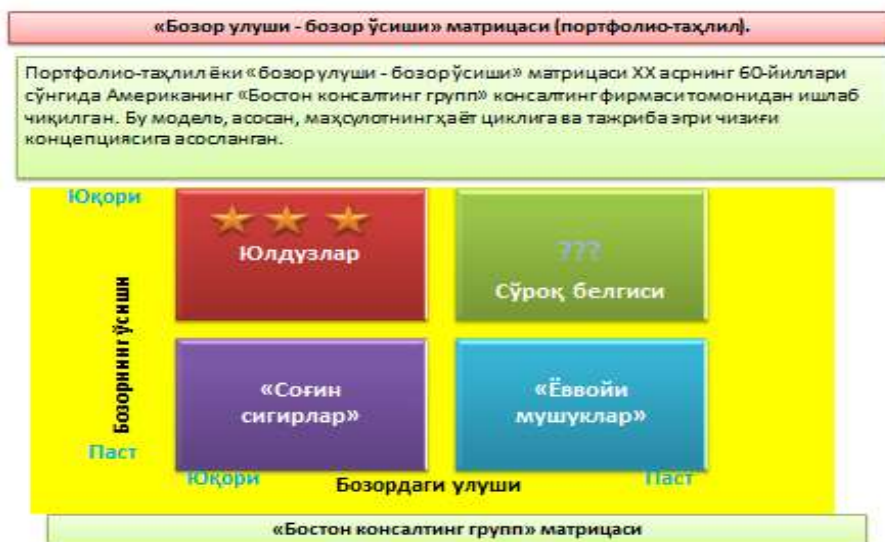 «Бозор улуши - бозор ўсиши» матрицаси (портфолио-таҳлил).
Портфолио-таҳлил ёки «бозор улуши - бозор ўсиши» матрицаси XX асрнинг 60-йиллари
сўнгида Американинг «Бостон консалтинг групп» консалтинг фирмаси томонидан ишлаб
чиқилган. Бу модель, асосан, маҳсулотнинг ҳаёт циклига ва тажриба эгри чизиғи
концепциясига асосланган.
Юқори
Юлдузлар
???
Сўроқ белгиси
Бозорнинг ўсиши
«Соғин
сигирлар»
«Ёввойи
мушуклар»
Паст
Юқори
Бозордаги улуши
Паст
«Бостон консалтинг групп» матрицаси